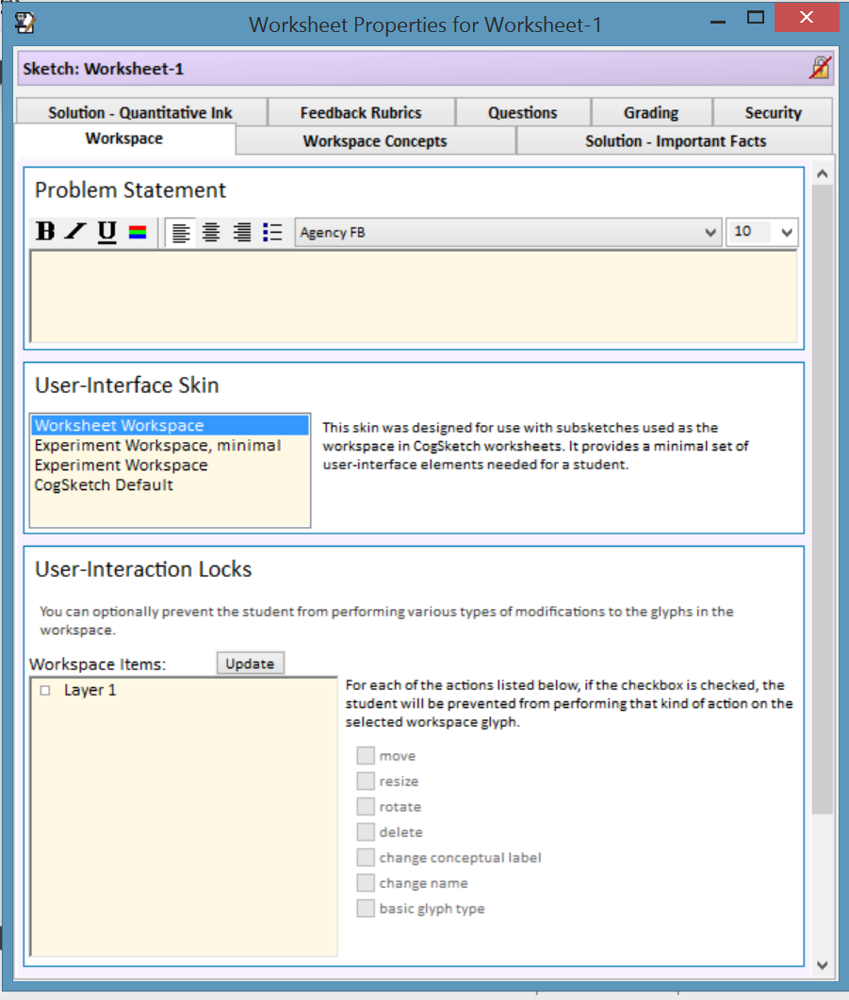 Worksheet Properties for Worksheet-1
Sketch: Worksheet-1
Solution - Quantitative Ink Feedback Rubrics Questions Grading Security
Workspace Workspace Concepts Solution - Important Facts
Problem Statement
B I U Agency FB 10
User-Interface Skin
Worksheet Workspace
Experiment Workspace, minimal
Experiment Workspace
CogSketch Default
This skin was designed for use with subsketches used as the
workspace in CogSketch worksheets. It provides a minimal set of
user-interface elements needed for a student.
User-Interaction Locks
You can optionally prevent the student from performing various types of modifications to the glyphs in the
workspace.
Workspace Items: Update
Layer 1
For each of the actions listed below, if the checkbox is checked, the
student will be prevented from performing that kind of action on the
selected workspace glyph.
move
resize
rotate
delete
change conceptual label
change name
basic glyph type